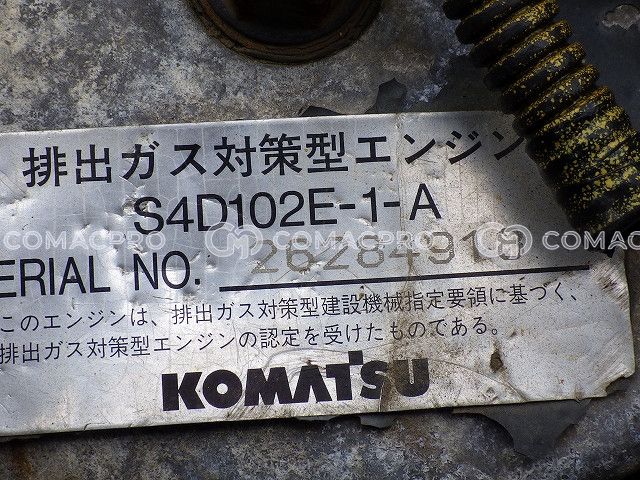 排出ガス対策型エンジン
S4D102E-1-A
COMACPRO COMACPRO COMAC
ERIAL NO. 26284918
このエンジンは、排出ガス対策型建設機械指定要領に基づく、
排出ガス対策型エンジンの認定を受けたものである。
KOMATSU